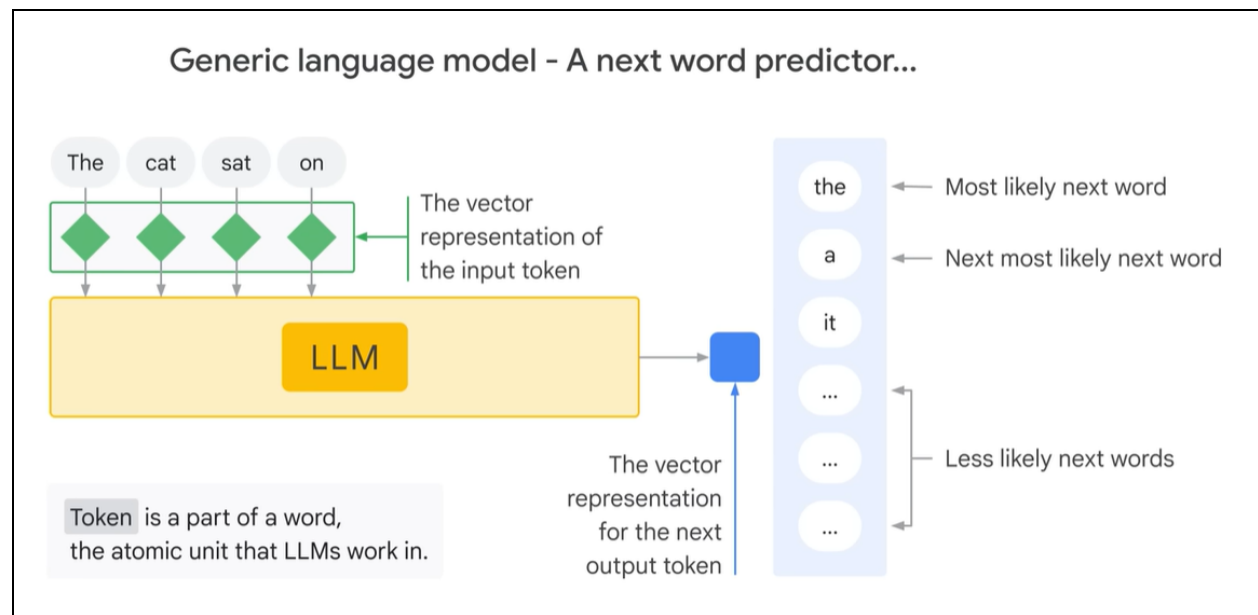 Generic language model - A next word predictor...
The cat sat on
The vector
representation of
the input token
LLM
the
Most likely next word
a
Next most likely next word
it
...
...
Less likely next words
...
The vector
representation
for the next
output token
Token is a part of a word,
the atomic unit that LLMs work in.